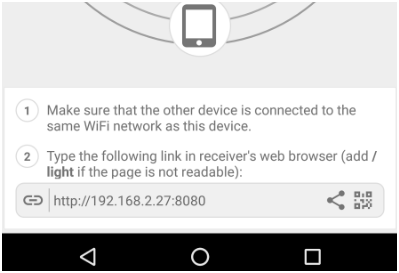 1 Make sure that the other device is connected to the
same WiFi network as this device.
2 Type the following link in receiver's web browser (add /
light if the page is not readable):
http://192.168.2.27:8080